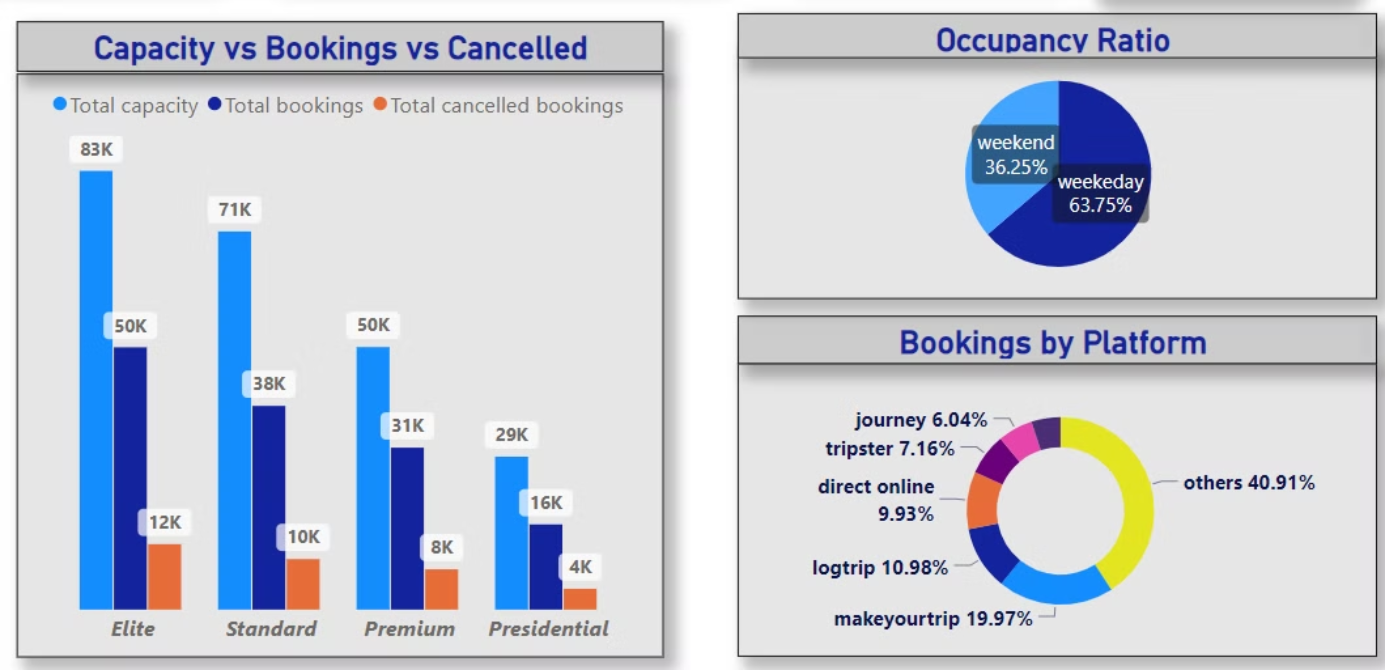 Capacity vs Bookings vs Cancelled
Total capacity Total bookings Total cancelled bookings
83K
50K
12K
Elite
71K
38K
10K
Standard
50K
31K
8K
Premium
29K
16K
4K
Presidential
Occupancy Ratio
weekend
36.25%
weekeday
63.75%
Bookings by Platform
journey 6.04%
tripster 7.16%
direct online
9.93%
logtrip 10.98%
makeyourtrip 19.97%
others 40.91%